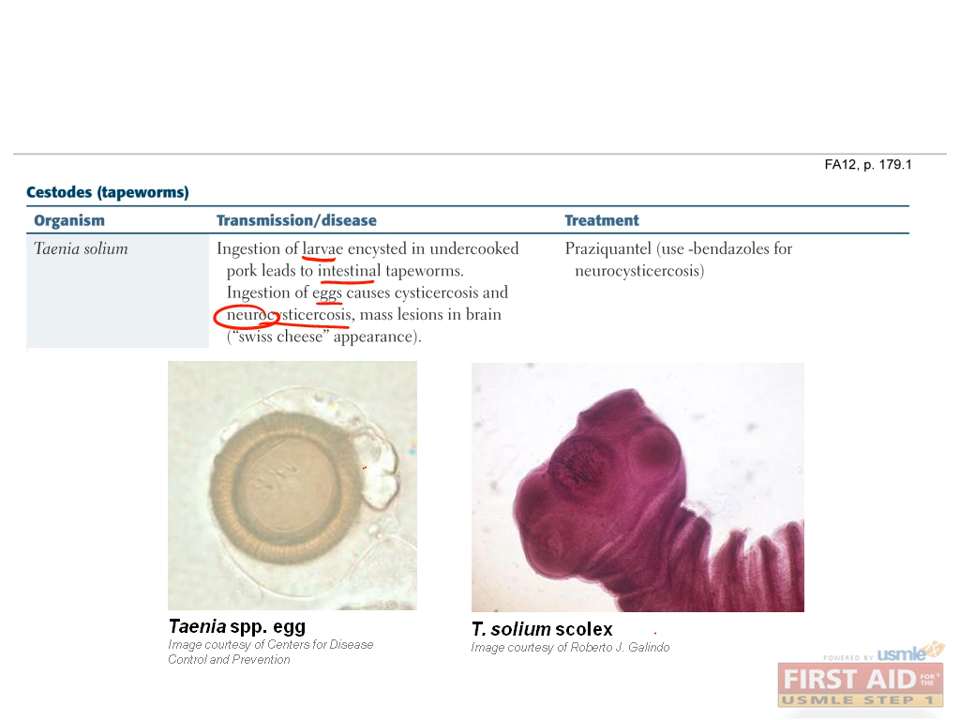 FA12, p. 179.1
Cestodes (tapeworms)
Organism Transmission/disease Treatment
Taenia solium Ingestion of larvae encysted in undercooked Praziquantel (use -bendazoles for
pork leads to intestinal tapeworms. neurocysticercosis)
Ingestion of eggs causes cysticercosis and
neurocysticercosis, mass lesions in brain
(“swiss cheese” appearance).
Taenia spp. egg
Image courtesy of Centers for Disease
Control and Prevention
T. solium scolex
Image courtesy of Roberto J. Galindo
POWERED BY usmlerx
FIRST AID FOR THE®
USMLE STEP 1